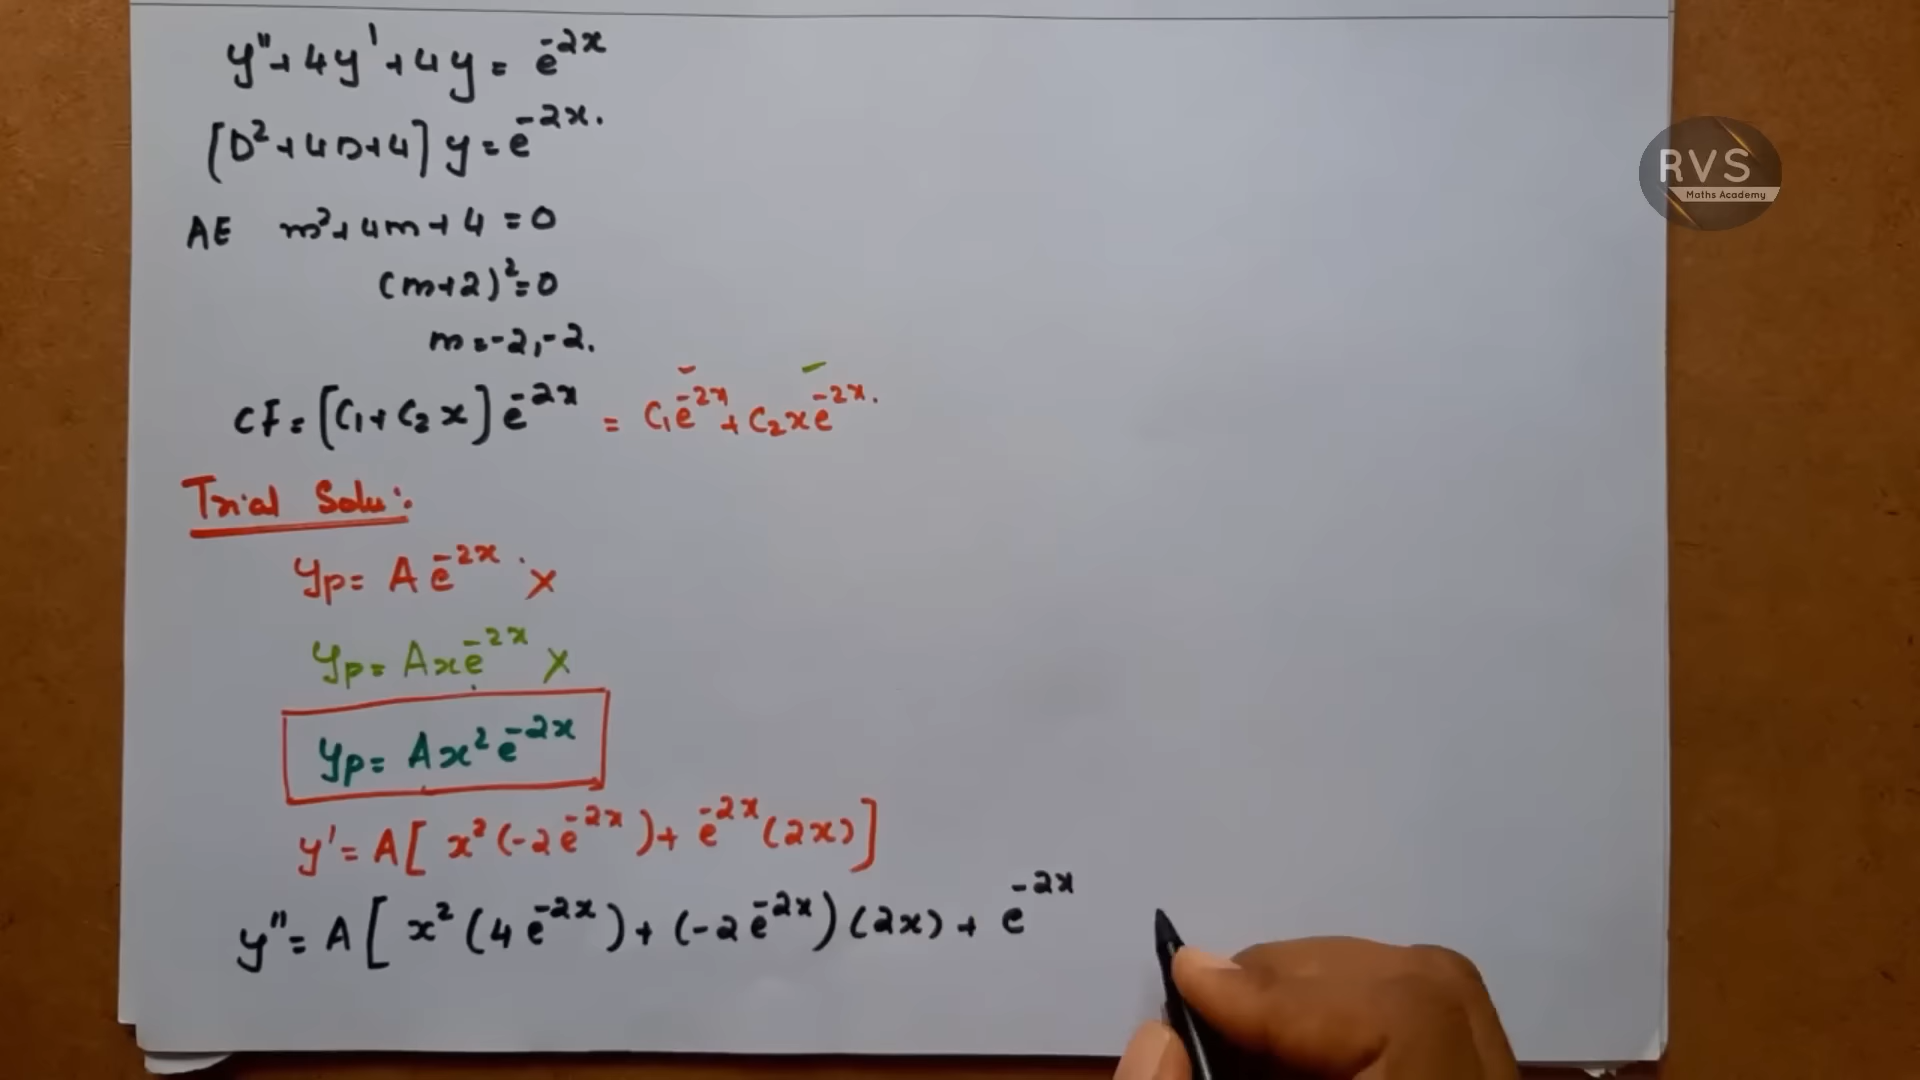 y'' + 4y' + 4y = e^{-2x}
[D² + 4D + 4] y = e^{-2x}.
AE m² + 4m + 4 = 0
(m+2)² = 0
m = -2, -2.
CF = [C₁ + C₂ x] e^{-2x} = C₁e^{-2x} + C₂xe^{-2x}.
Trial Solu:
yp = A e^{-2x} . X
yp = Axe^{-2x} X
yp = Ax² e^{-2x}
y' = A[ x² (-2e^{-2x}) + e^{-2x} (2x)]
y'' = A[ x² (4e^{-2x}) + (-2e^{-2x}) (2x) + e^{-2x}
RVS
Maths Academy